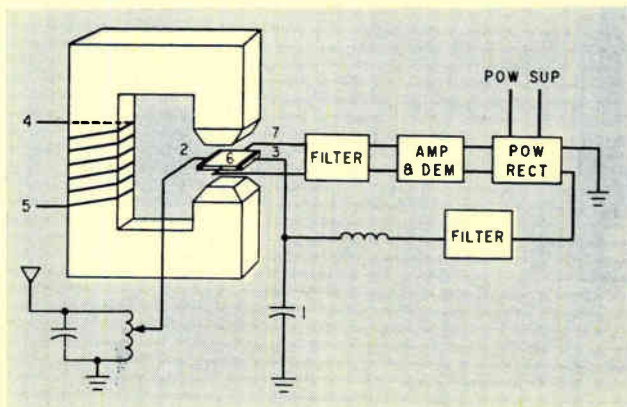 POW SUP
4
7
2
6
3
FILTER
AMP
& DEM
POW
RECT
5
FILTER
1